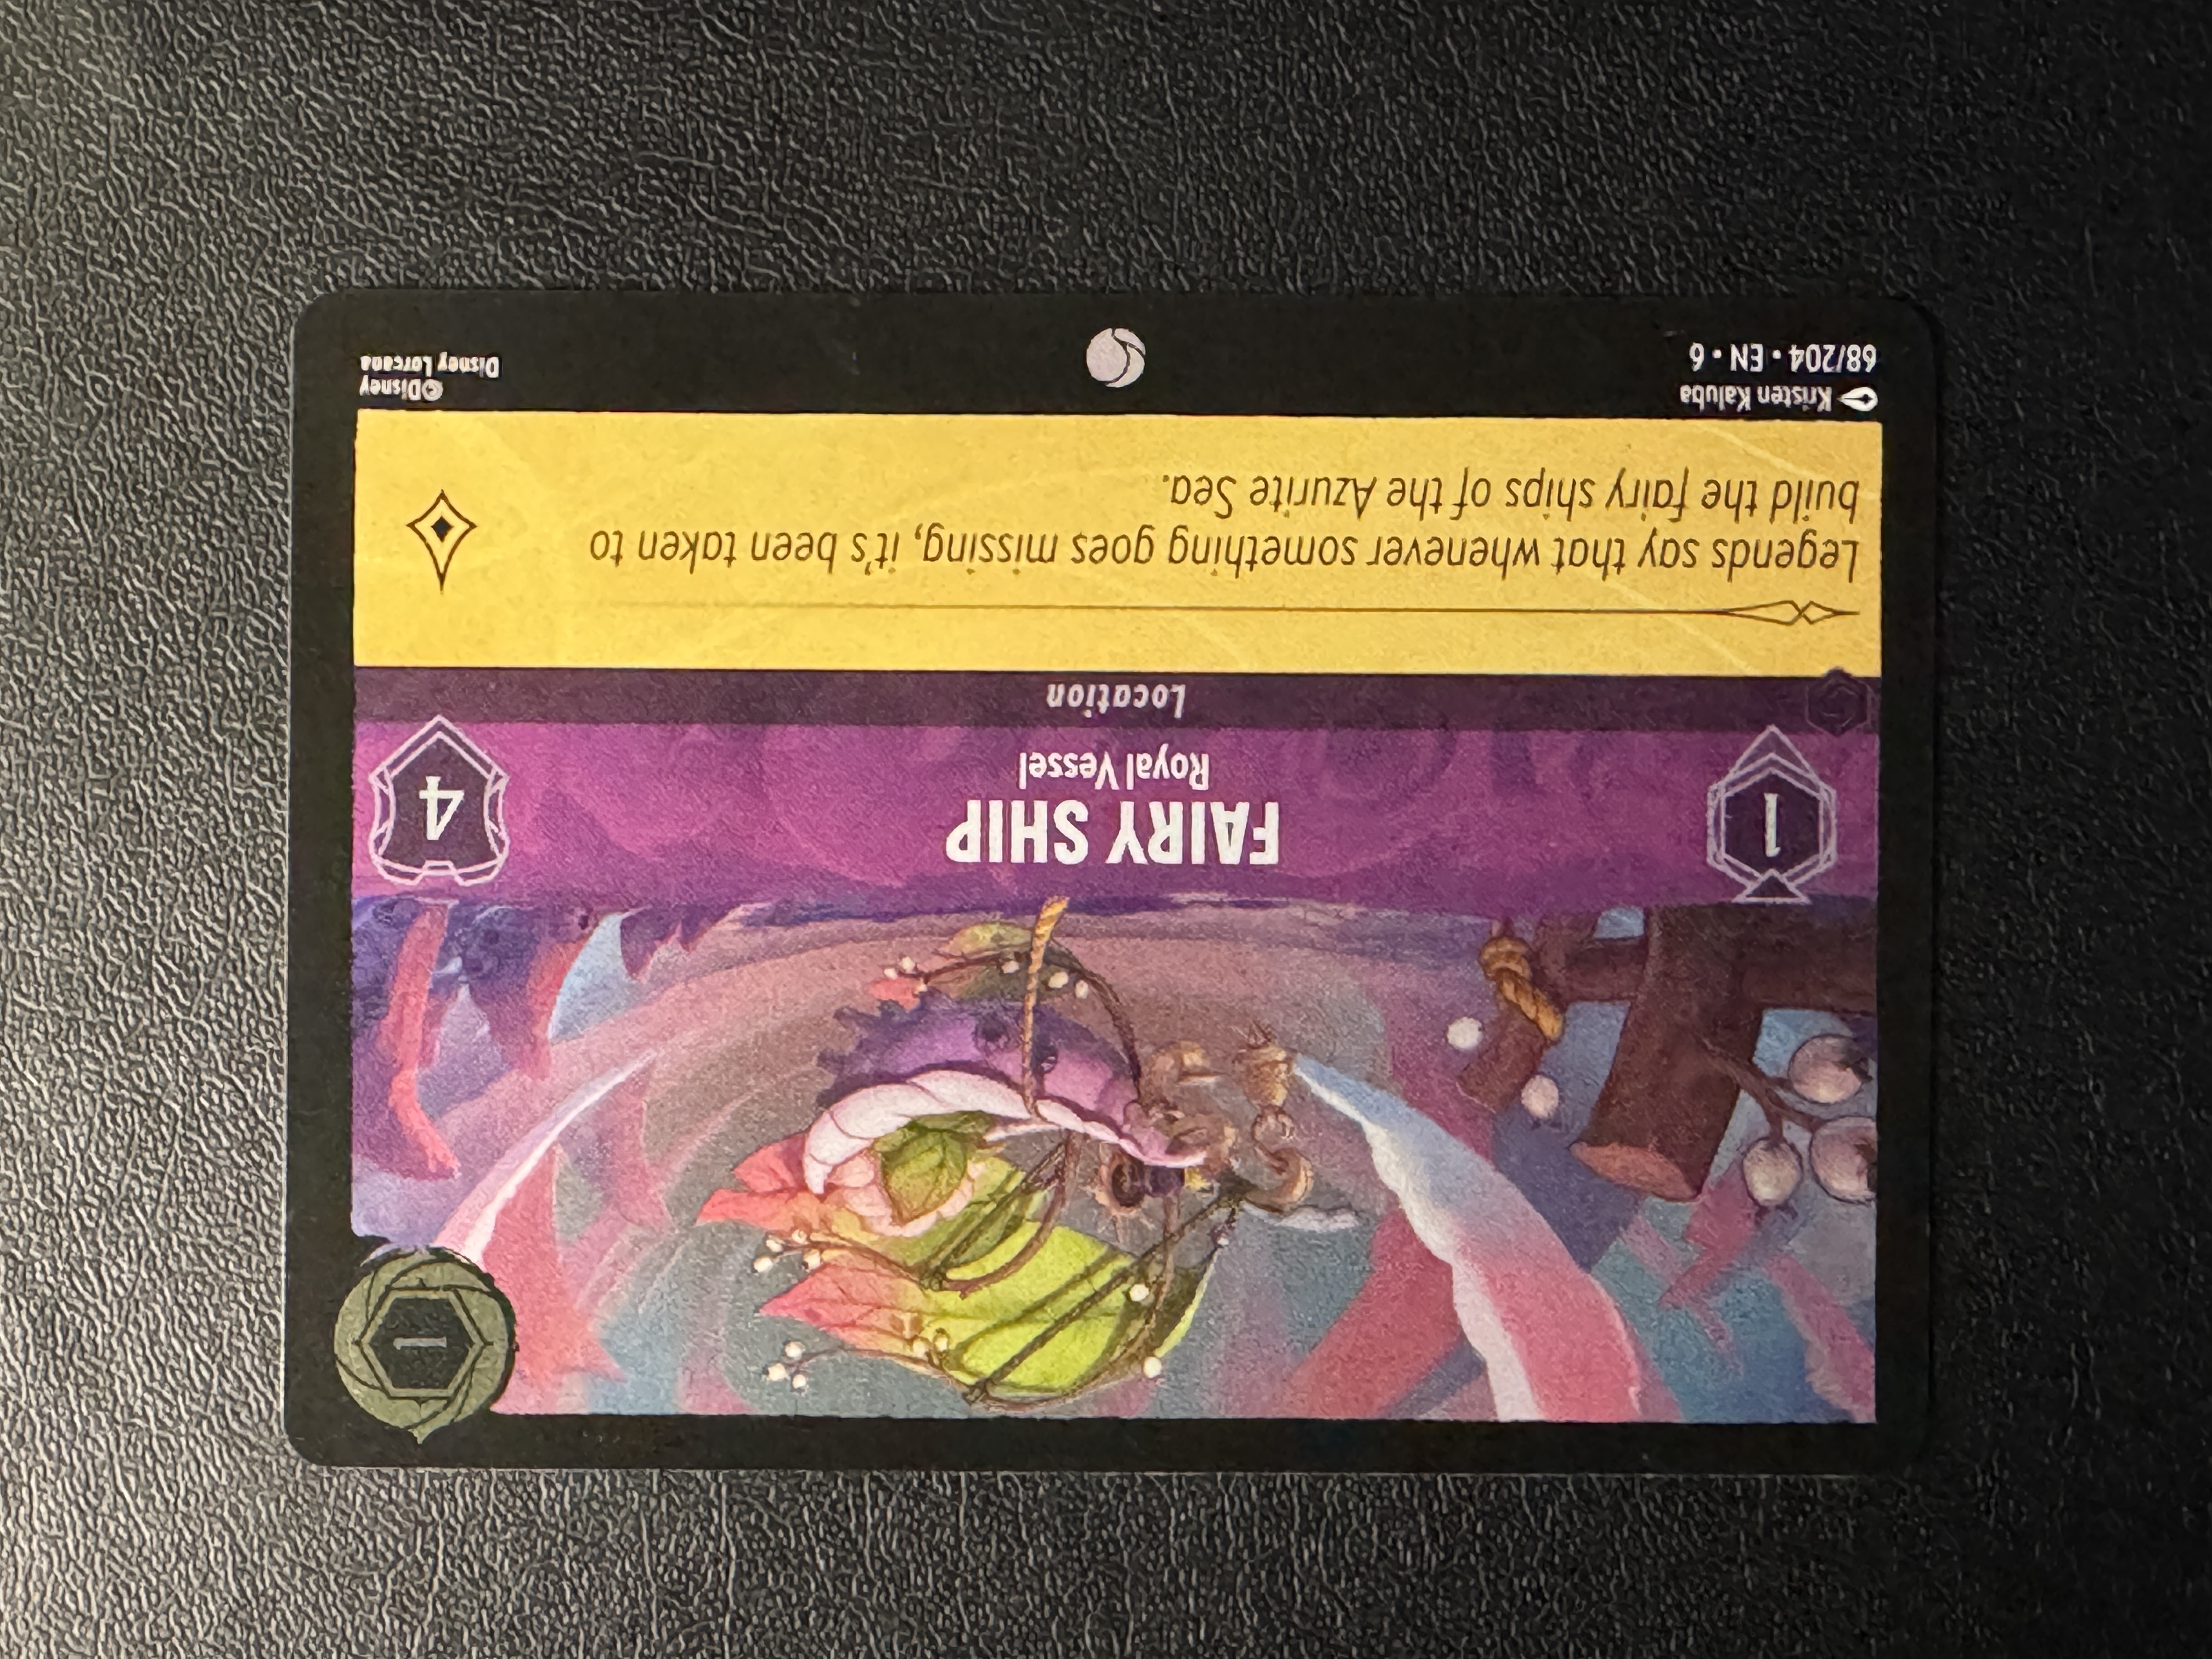 1
1
FAIRY SHIP
Royal Vessel
4
Location
Legends say that whenever something goes missing, it's been taken to
build the fairy ships of the Azurite Sea.
Kristen Kaluba
68/204 • EN • 6
©Disney
Disney Lorcana